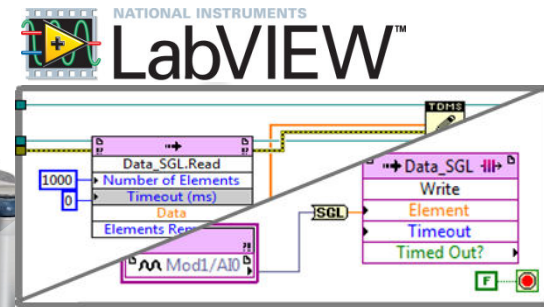 NATIONAL INSTRUMENTS
LabVIEW™
TDMS
Data_SGL.Read
1000
Number of Elements
0
Timeout (ms)
Data
Elements
Data_SGL
Write
SGL
Element
Timeout
Timed Out?
Mod1/AI0
F